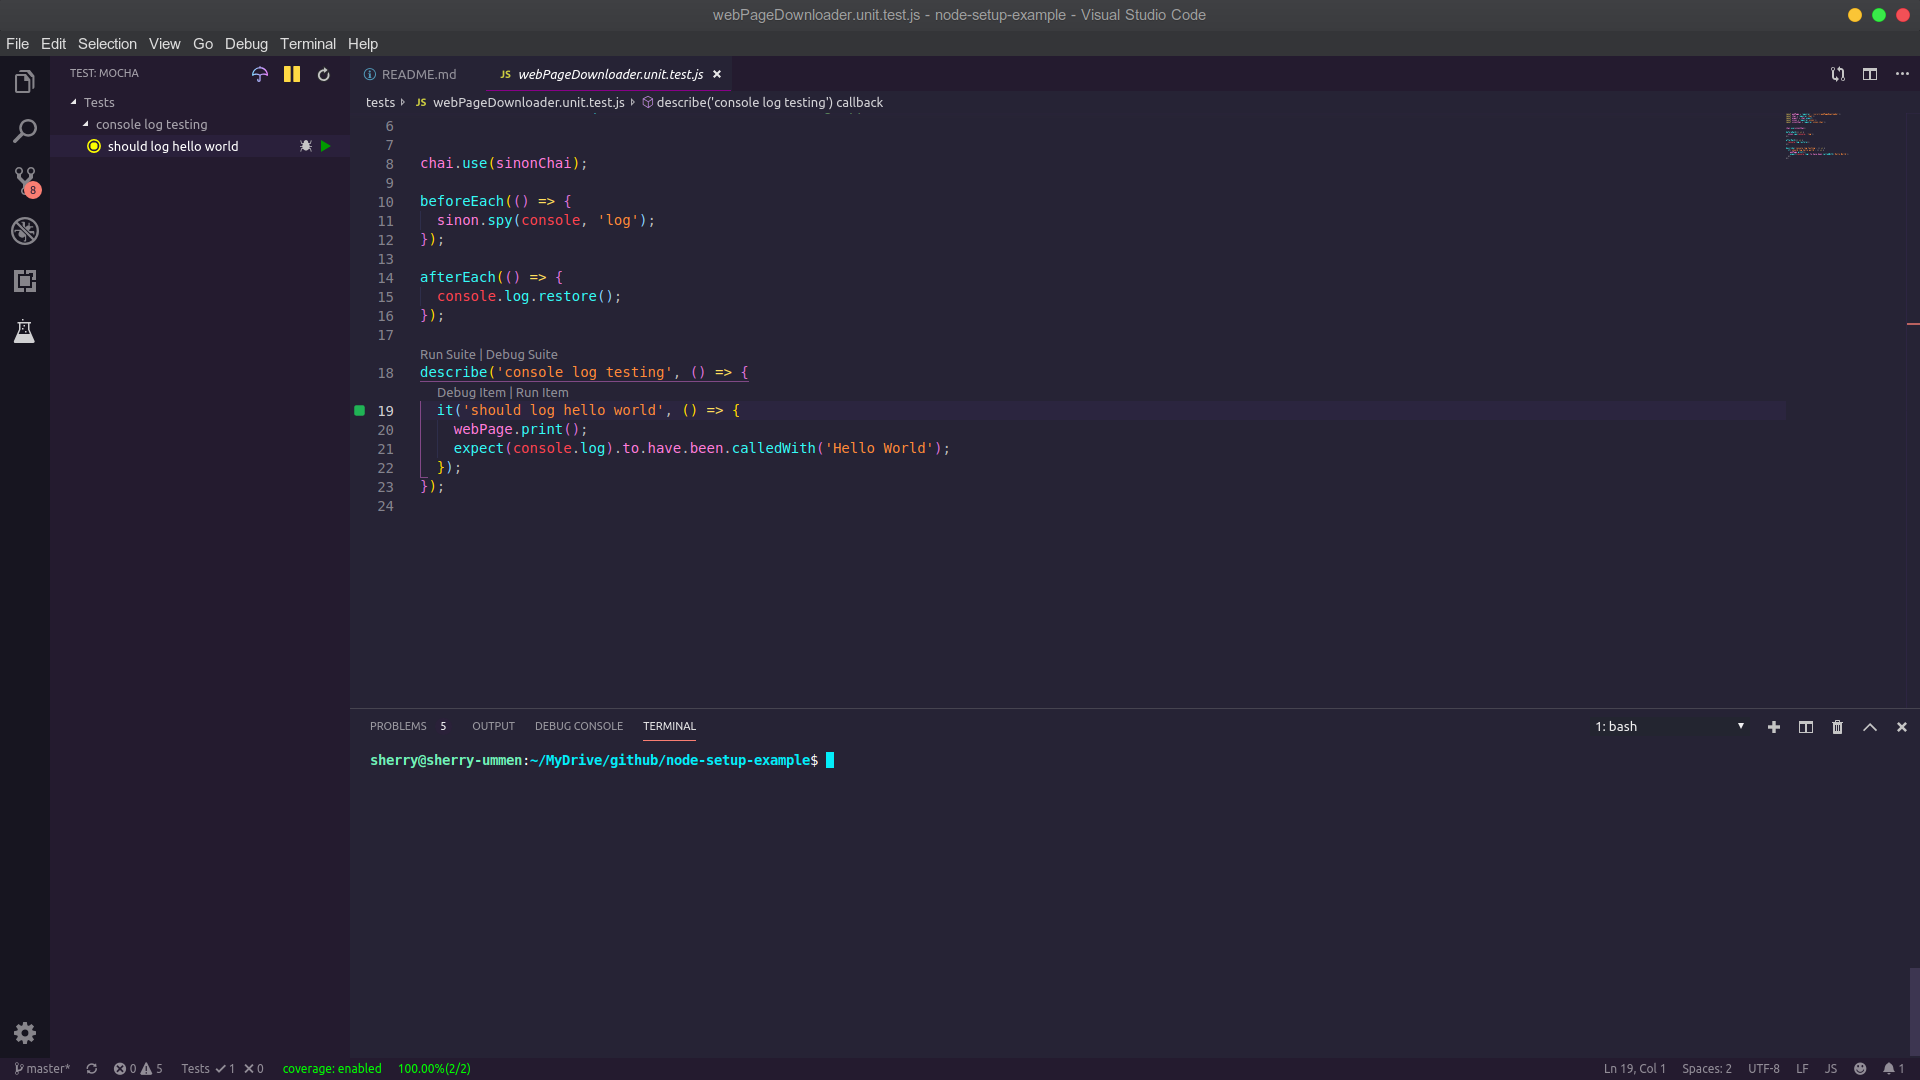 webPageDownloader.unit.test.js - node-setup-example - Visual Studio Code
File Edit Selection View Go Debug Terminal Help
TEST: MOCHA
Tests
console log testing
should log hello world
8
README.md
JS webPageDownloader.unit.test.js
tests JS webPageDownloader.unit.test.js describe('console log testing') callback
6
7
8 chai.use(sinonChai);
9
10 beforeEach(() => {
11 sinon.spy(console, 'log');
12 });
13
14 afterEach(() => {
15 console.log.restore();
16 });
17
Run Suite | Debug Suite
18 describe('console log testing', () => {
Debug Item | Run Item
19 it('should log hello world', () => {
20 webPage.print();
21 expect(console.log).to.have.been.calledWith('Hello World');
22 });
23 });
24
PROBLEMS 5 OUTPUT DEBUG CONSOLE TERMINAL 1: bash
sherry@sherry-ummen:~/MyDrive/github/node-setup-example$
master* 0 5 Tests 1 0 coverage: enabled 100.00%(2/2) Ln 19, Col 1 Spaces: 2 UTF-8 LF JS 1